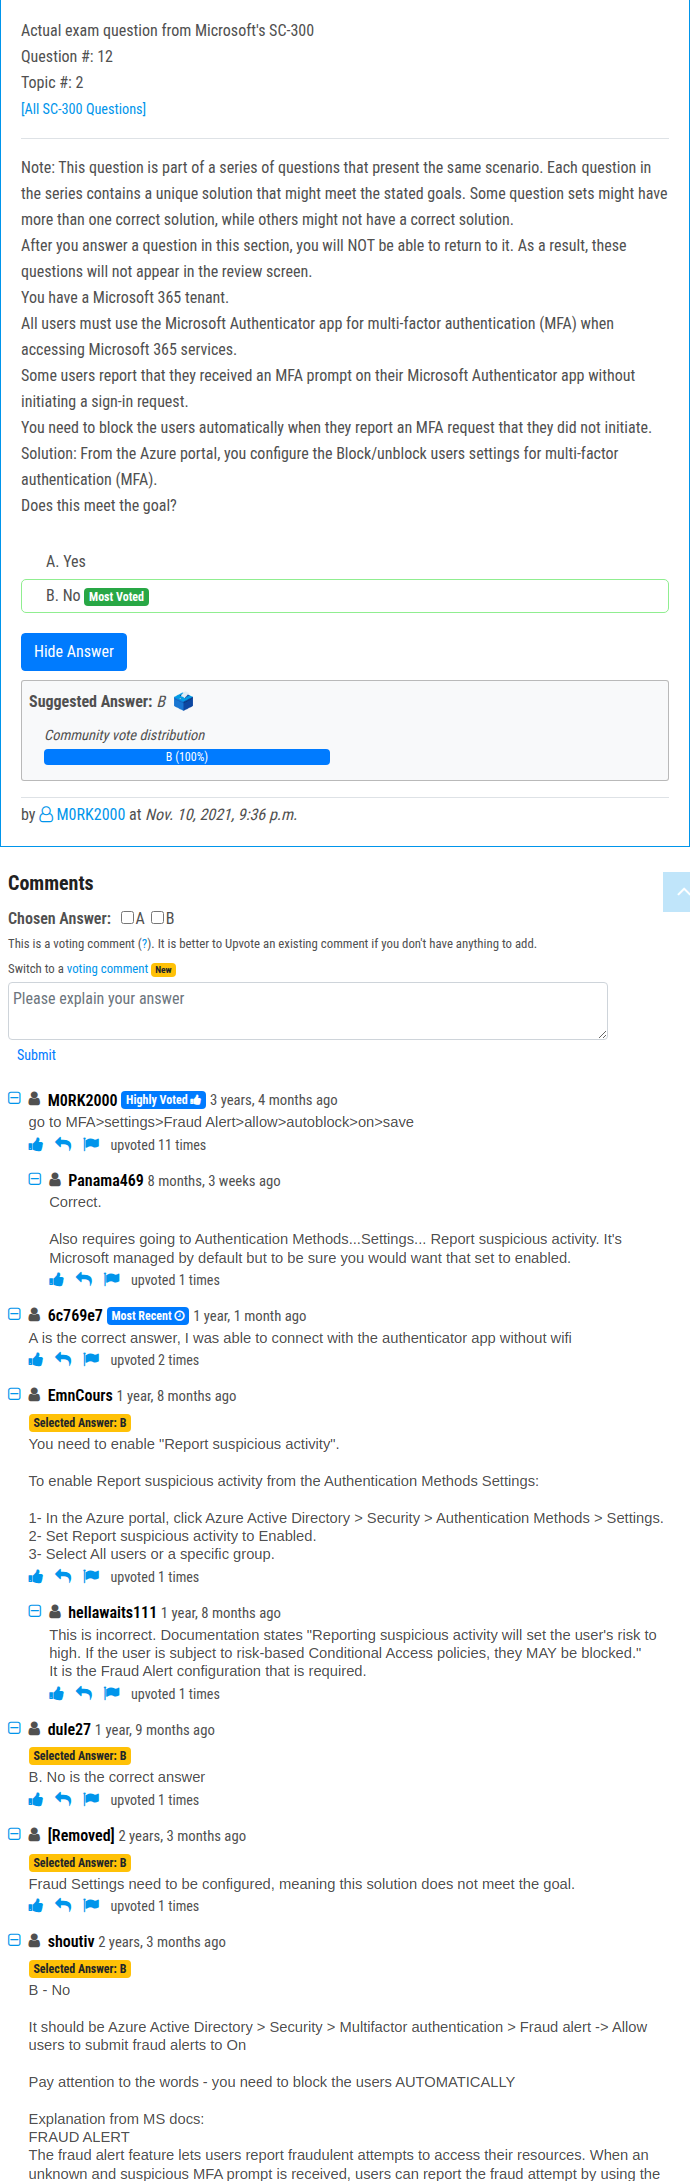 Actual exam question from Microsoft's SC-300
Question #: 12
Topic #: 2
[All SC-300 Questions]
Note: This question is part of a series of questions that present the same scenario. Each question in
the series contains a unique solution that might meet the stated goals. Some question sets might have
more than one correct solution, while others might not have a correct solution.
After you answer a question in this section, you will NOT be able to return to it. As a result, these
questions will not appear in the review screen.
You have a Microsoft 365 tenant.
All users must use the Microsoft Authenticator app for multi-factor authentication (MFA) when
accessing Microsoft 365 services.
Some users report that they received an MFA prompt on their Microsoft Authenticator app without
initiating a sign-in request.
You need to block the users automatically when they report an MFA request that they did not initiate.
Solution: From the Azure portal, you configure the Block/unblock users settings for multi-factor
authentication (MFA).
Does this meet the goal?
A. Yes
B. No Most Voted
Hide Answer
Suggested Answer: B
Community vote distribution
B (100%)
by M0RK2000 at Nov. 10, 2021, 9:36 p.m.
Comments
Chosen Answer: A B
This is a voting comment (?). It is better to Upvote an existing comment if you don't have anything to add.
Switch to a voting comment New
Please explain your answer
Submit
M0RK2000 Highly Voted 3 years, 4 months ago
go to MFA>settings>Fraud Alert>allow>autoblock>on>save
upvoted 11 times
Panama469 8 months, 3 weeks ago
Correct.
Also requires going to Authentication Methods...Settings... Report suspicious activity. It's
Microsoft managed by default but to be sure you would want that set to enabled.
upvoted 1 times
6c769e7 Most Recent 1 year, 1 month ago
A is the correct answer, I was able to connect with the authenticator app without wifi
upvoted 2 times
EmnCours 1 year, 8 months ago
Selected Answer: B
You need to enable "Report suspicious activity".
To enable Report suspicious activity from the Authentication Methods Settings:
1- In the Azure portal, click Azure Active Directory > Security > Authentication Methods > Settings.
2- Set Report suspicious activity to Enabled.
3- Select All users or a specific group.
upvoted 1 times
hellawaits111 1 year, 8 months ago
This is incorrect. Documentation states "Reporting suspicious activity will set the user's risk to
high. If the user is subject to risk-based Conditional Access policies, they MAY be blocked."
It is the Fraud Alert configuration that is required.
upvoted 1 times
dule27 1 year, 9 months ago
Selected Answer: B
B. No is the correct answer
upvoted 1 times
[Removed] 2 years, 3 months ago
Selected Answer: B
Fraud Settings need to be configured, meaning this solution does not meet the goal.
upvoted 1 times
shoutiv 2 years, 3 months ago
Selected Answer: B
B - No
It should be Azure Active Directory > Security > Multifactor authentication > Fraud alert -> Allow
users to submit fraud alerts to On
Pay attention to the words - you need to block the users AUTOMATICALLY
Explanation from MS docs:
FRAUD ALERT
The fraud alert feature lets users report fraudulent attempts to access their resources. When an
unknown and suspicious MFA prompt is received, users can report the fraud attempt by using the